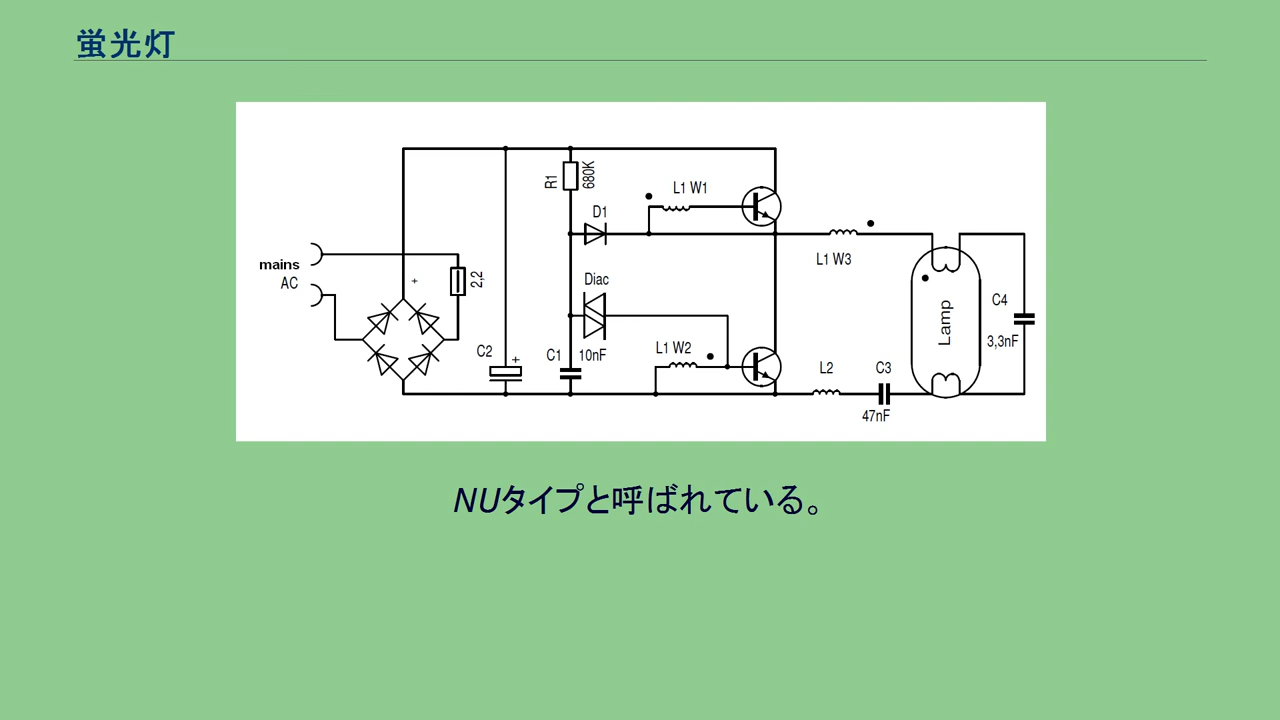 蛍光灯
R1
680K
L1 W1
D1
mains
AC
2,2
+
Diac
L1 W3
Lamp
C4
3,3nF
C2
+
C1
10nF
L1 W2
L2
C3
47nF
NUタイプと呼ばれている。